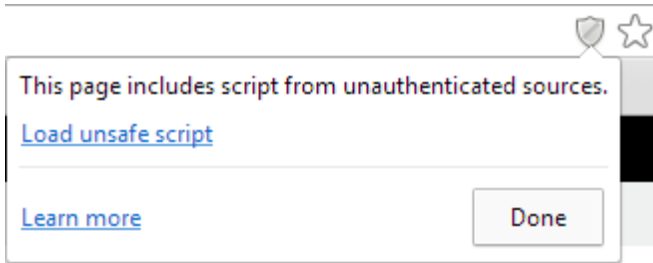 This page includes script from unauthenticated sources.
Load unsafe script
Learn more
Done